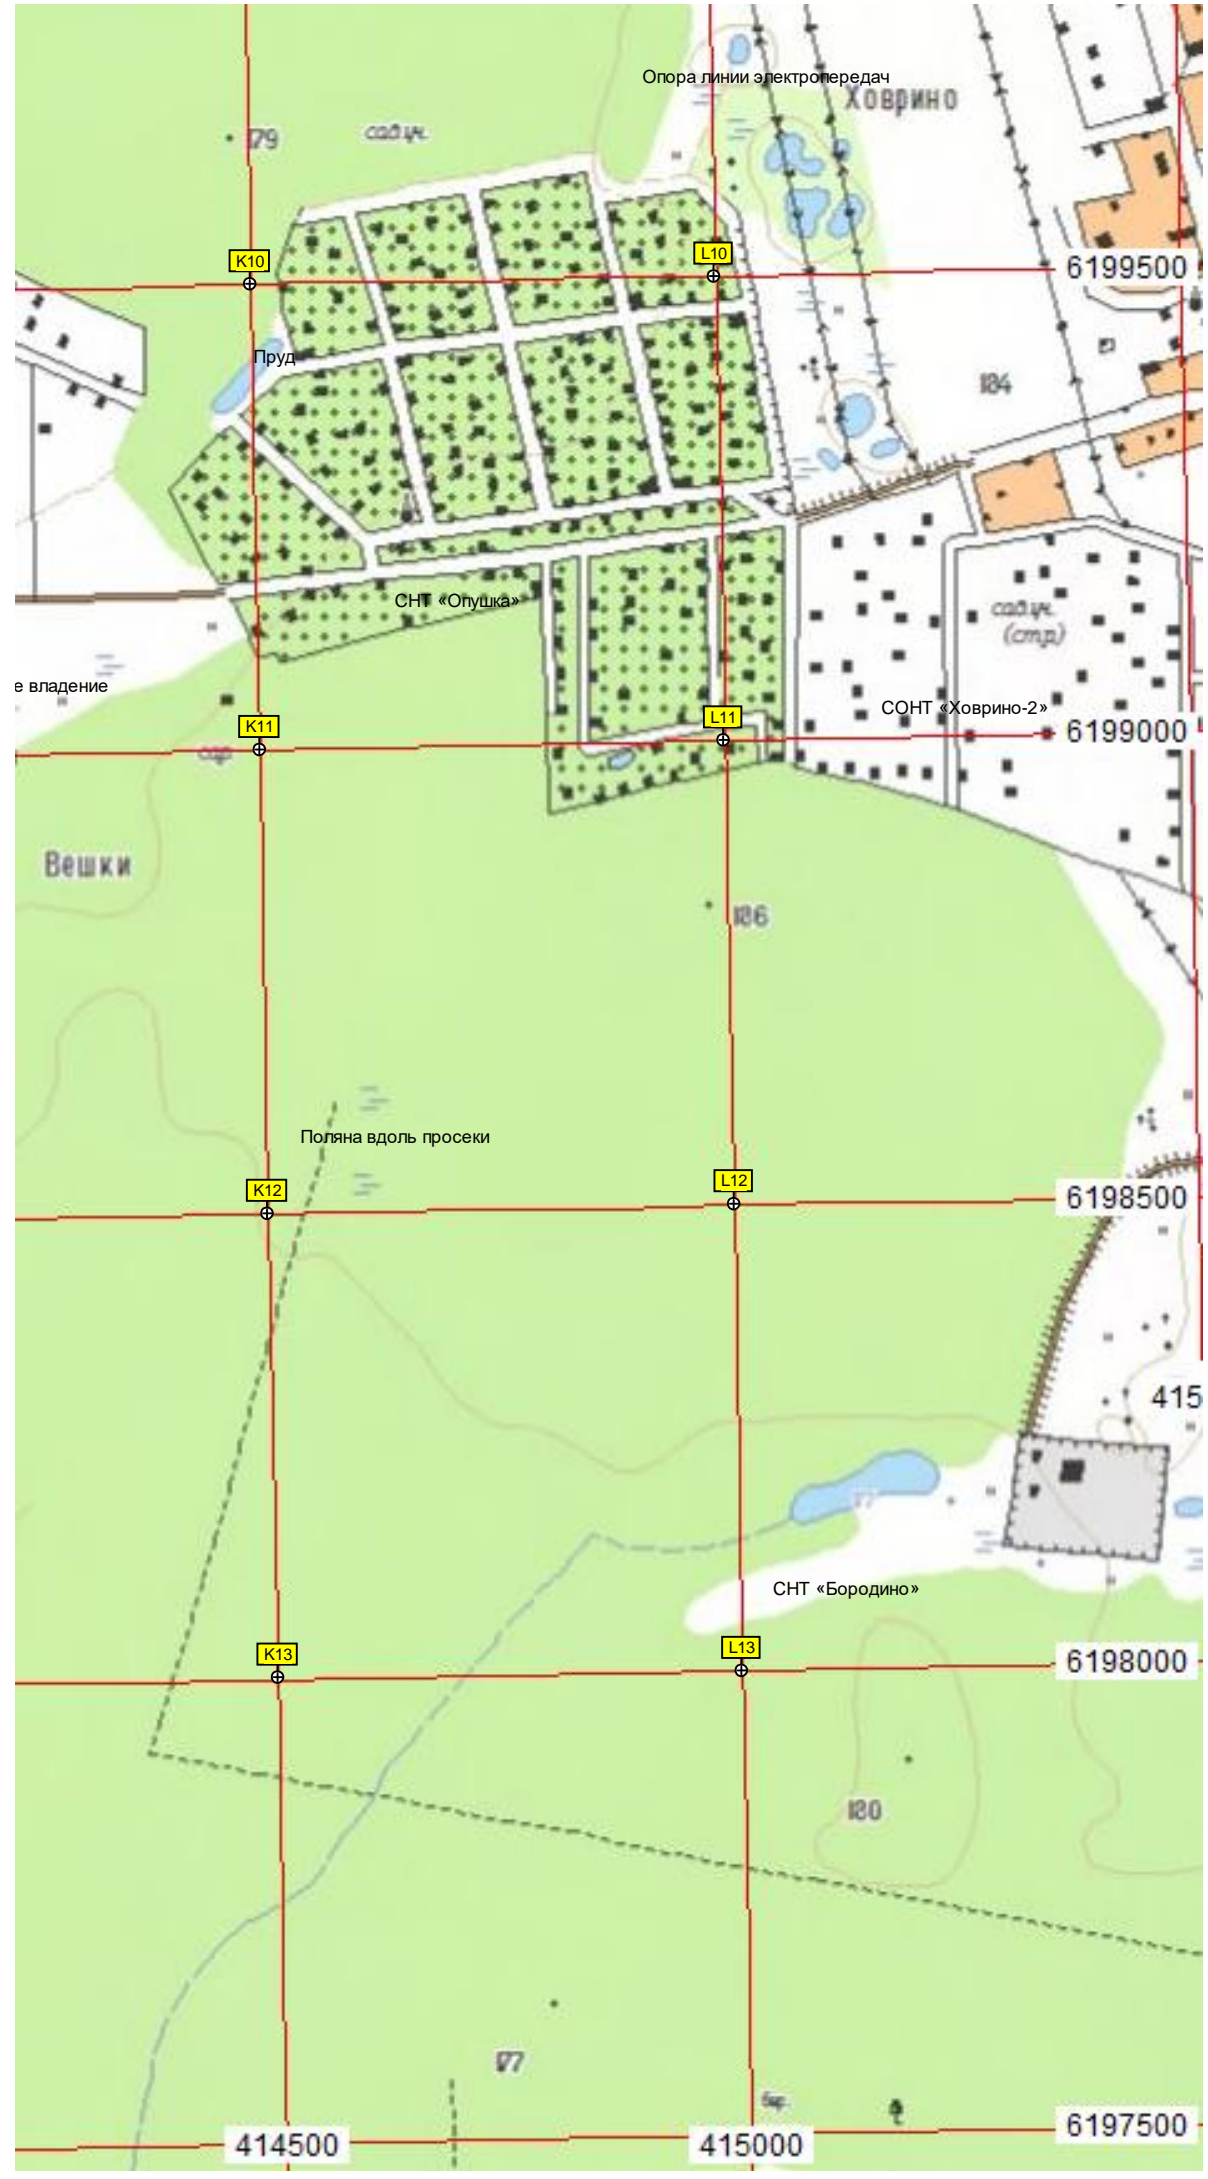 Опора линии электропередач
Ховрино
179
сад.уч.
K10
L10
6199500
Пруд
184
СНТ «Опушка»
сад.уч.
(стр.)
е владение
СОНТ «Ховрино-2»
K11
L11
6199000
Вешки
186
Поляна вдоль просеки
K12
L12
6198500
415
СНТ «Бородино»
K13
L13
6198000
180
177
6197500
414500
415000